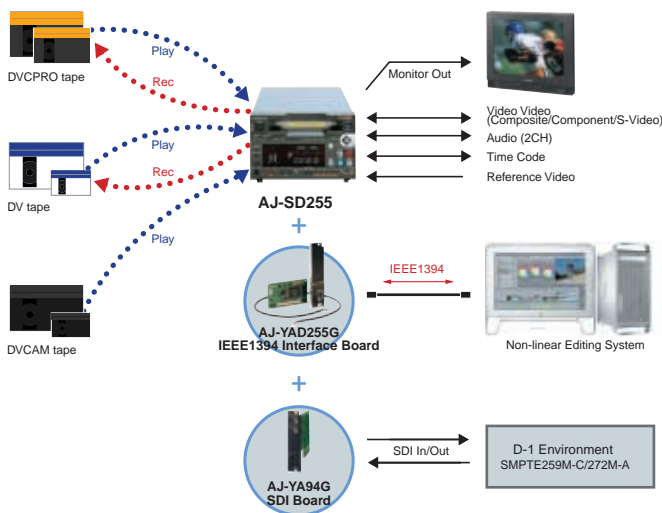 Play
Monitor Out
DVCPRO tape
Rec
Video Video
(Composite/Component/S-Video)
Play
Audio (2CH)
Time Code
Rec
Reference Video
DV tape
AJ-SD255
Play
+
IEEE1394
AJ-YAD255G
IEEE1394 Interface Board
Non-linear Editing System
DVCAM tape
+
SDI In/Out
D-1 Environment
SMPTE259M-C/272M-A
AJ-YA94G
SDI Board